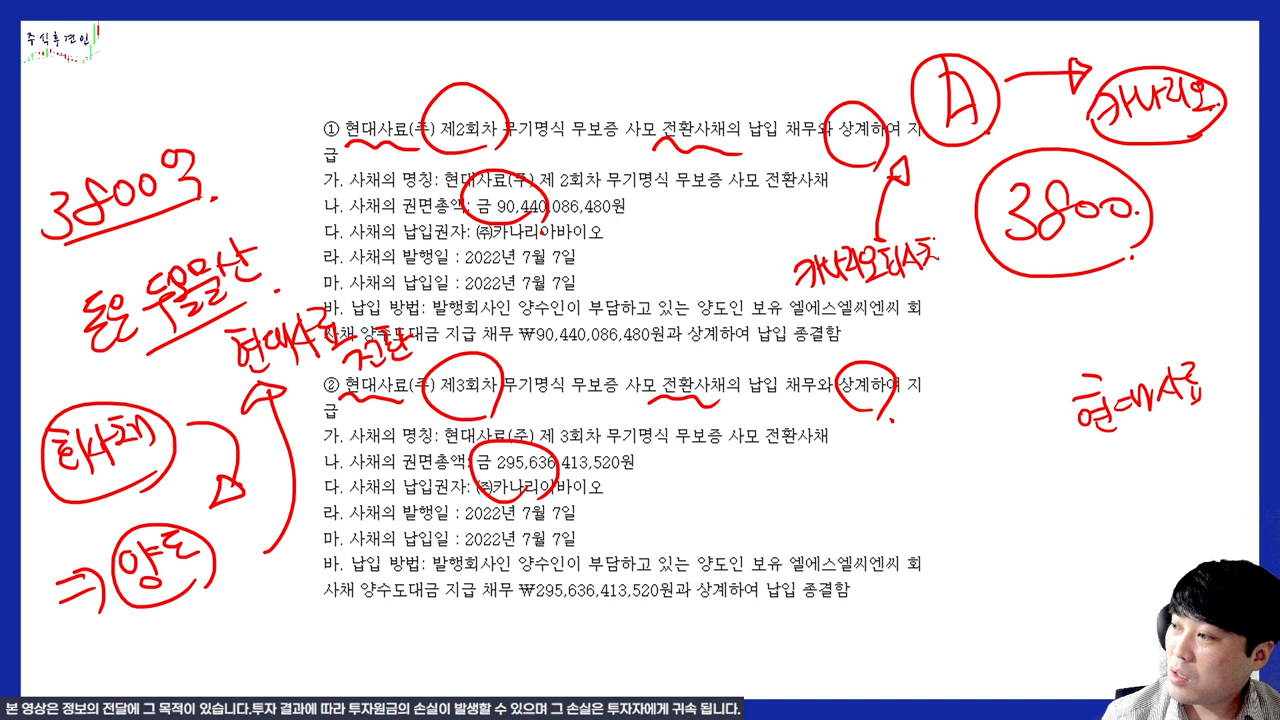 주식후견인
① 현대사료(주) 제2회차 무기명식 무보증 사모 전환사채의 납입 채무와 상계하여 지
급
가. 사채의 명칭: 현대사료(주) 제 2회차 무기명식 무보증 사모 전환사채
나. 사채의 권면총액: 금 90,440,086,480원
다. 사채의 납입권자: ㈜카나리아바이오
라. 사채의 발행일 : 2022년 7월 7일
마. 사채의 납입일 : 2022년 7월 7일
바. 납입 방법: 발행회사인 양수인이 부담하고 있는 양도인 보유 엘에스엘씨엔씨 회
사채 양수도대금 지급 채무 ₩90,440,086,480원과 상계하여 납입 종결함
② 현대사료(주) 제3회차 무기명식 무보증 사모 전환사채의 납입 채무와 상계하여 지
급
가. 사채의 명칭: 현대사료(주) 제 3회차 무기명식 무보증 사모 전환사채
나. 사채의 권면총액: 금 295,636,413,520원
다. 사채의 납입권자: ㈜카나리아바이오
라. 사채의 발행일 : 2022년 7월 7일
마. 사채의 납입일 : 2022년 7월 7일
바. 납입 방법: 발행회사인 양수인이 부담하고 있는 양도인 보유 엘에스엘씨엔씨 회
사채 양수도대금 지급 채무 ₩295,636,413,520원과 상계하여 납입 종결함
3800억.
돈은 두올물산.
현대사료
전환
회사채
⇒ 양도
A
카나리오.
3800.
현대사료
본 영상은 정보의 전달에 그 목적이 있습니다.투자 결과에 따라 투자원금의 손실이 발생할 수 있으며 그 손실은 투자자에게 귀속 됩니다.